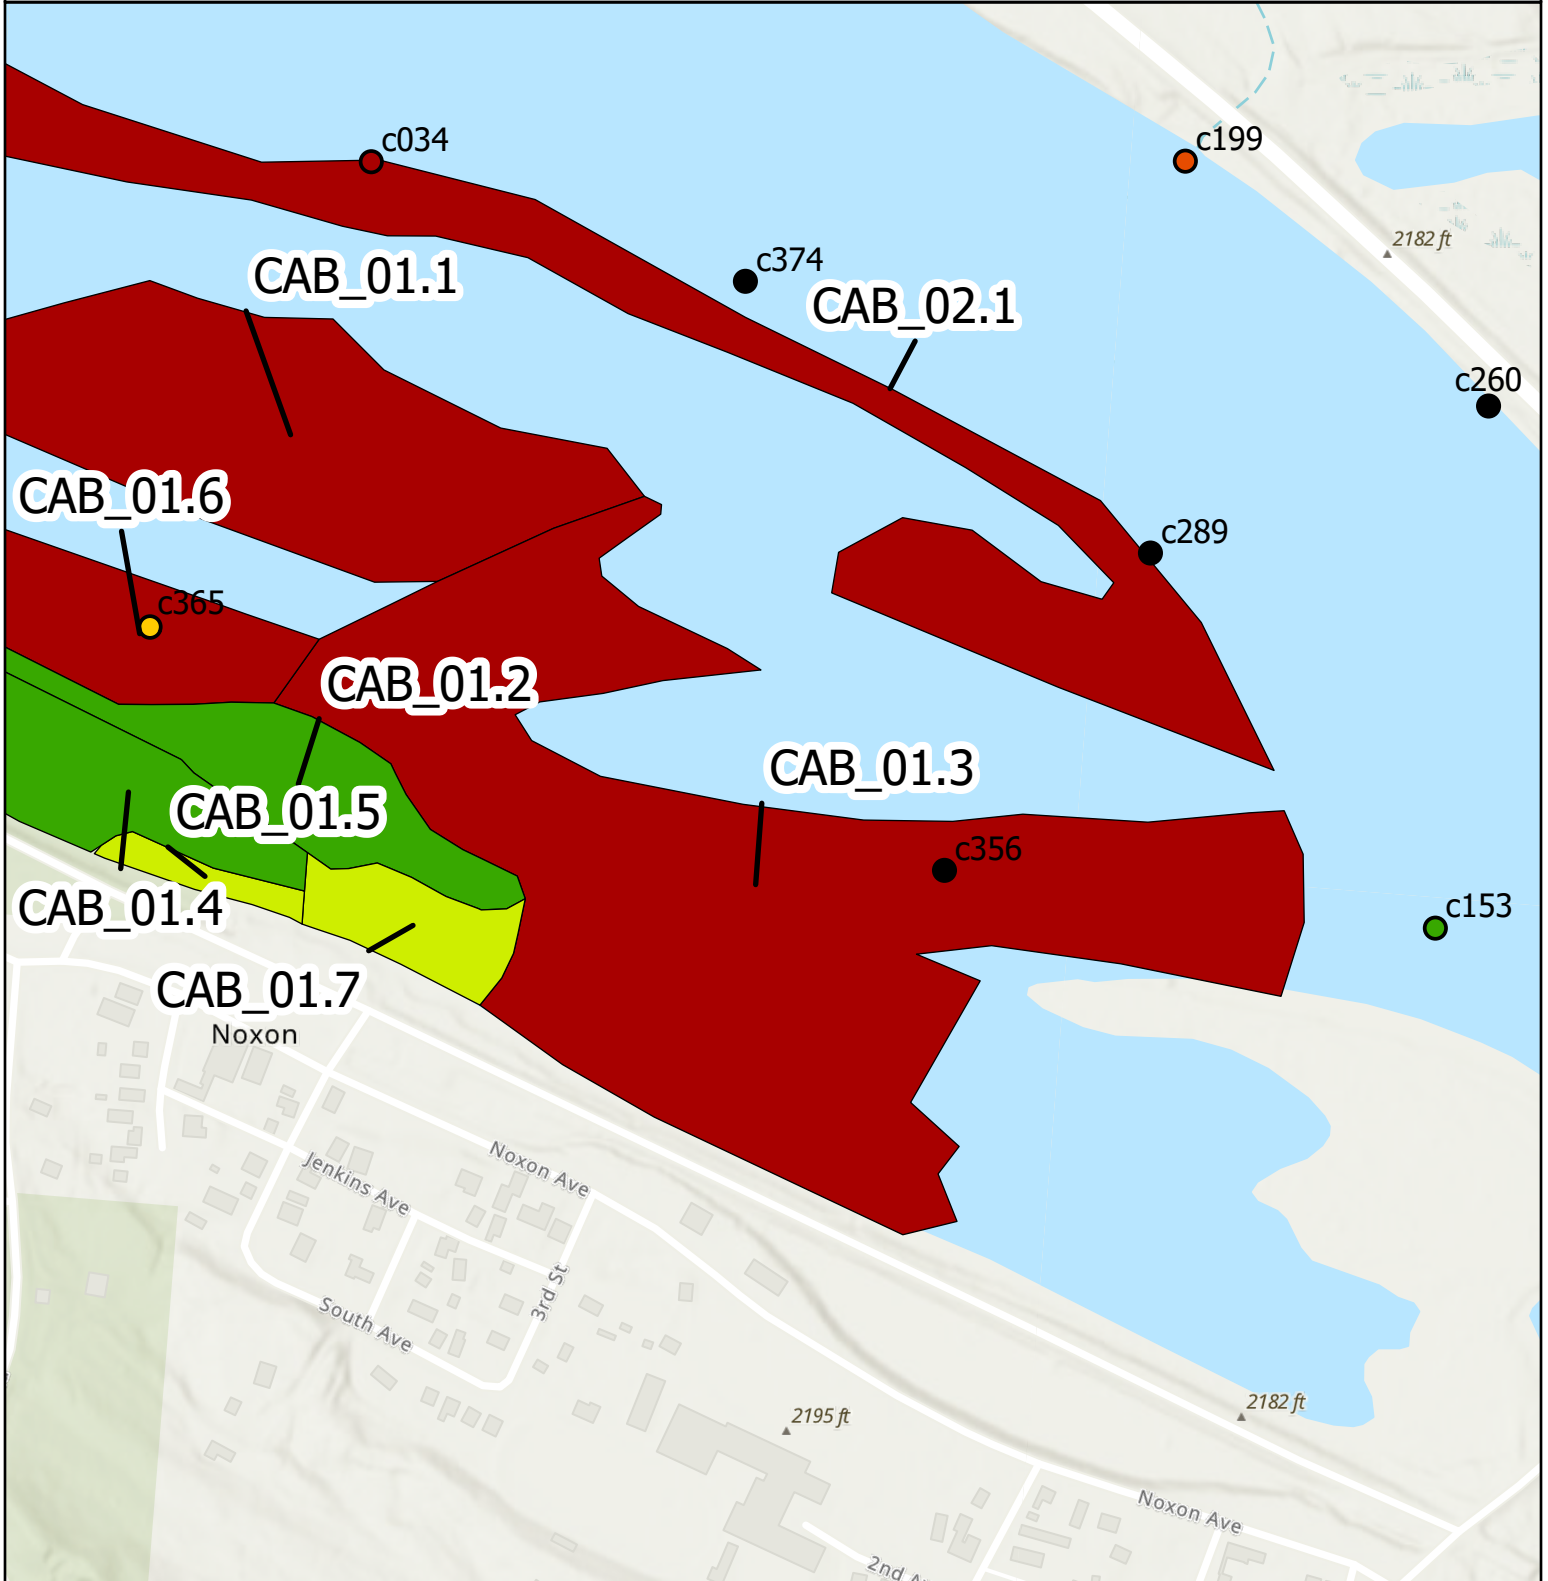 c034
c199
2182 ft
c374
CAB_01.1
CAB_02.1
c260
CAB_01.6
c289
c365
CAB_01.2
CAB_01.3
CAB_01.5
c356
CAB_01.4
c153
CAB_01.7
Noxon
Noxon Ave
Jenkins Ave
3rd St
South Ave
2182 ft
2195 ft
Noxon Ave
2nd